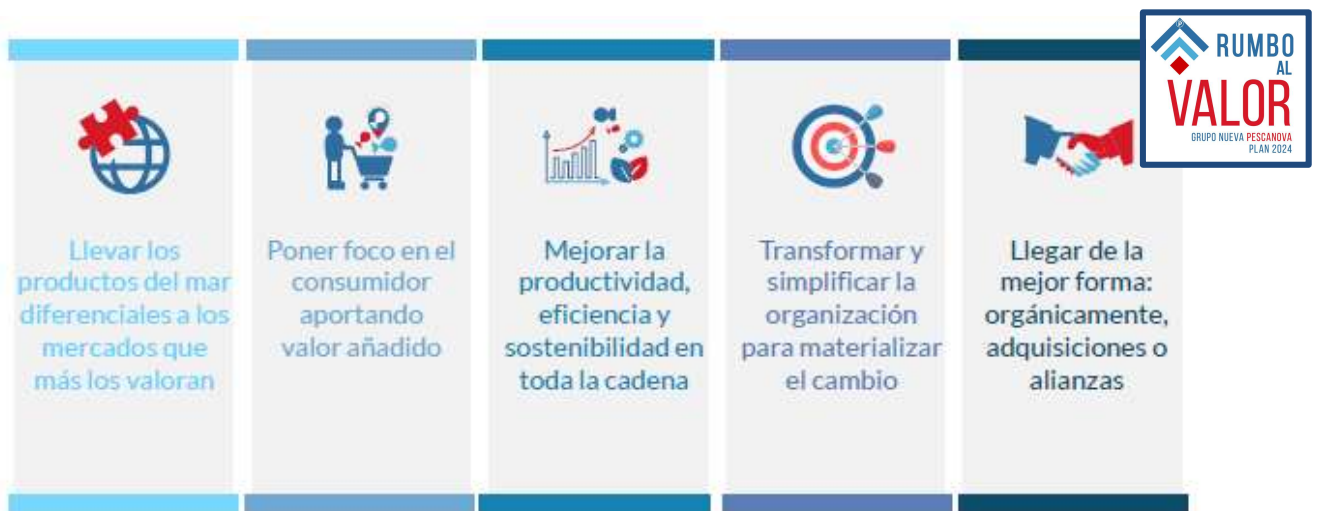 RUMBO
AL
VALOR
GRUPO NUEVA PESCANOVA
PLAN 2024
Llevar los
productos del mar
diferenciales a los
mercados que
más los valoran
Poner foco en el
consumidor
aportando
valor añadido
Mejorar la
productividad,
eficiencia y
sostenibilidad en
toda la cadena
Transformar y
simplificar la
organización
para materializar
el cambio
Llegar de la
mejor forma:
orgánicamente,
adquisiciones o
alianzas